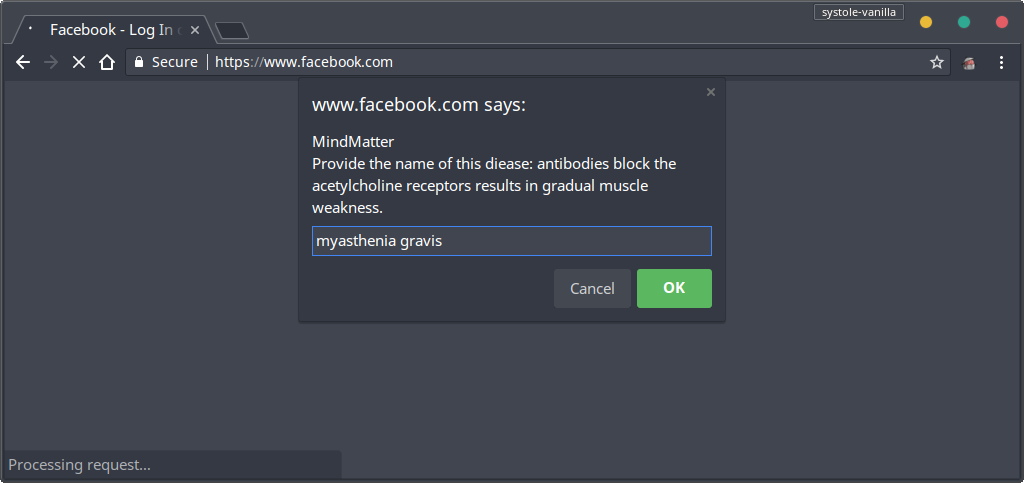 systole-vanilla
Facebook - Log In
Secure https://www.facebook.com
www.facebook.com says:
MindMatter
Provide the name of this diease: antibodies block the
acetylcholine receptors results in gradual muscle
weakness.
myasthenia gravis
Cancel OK
Processing request...